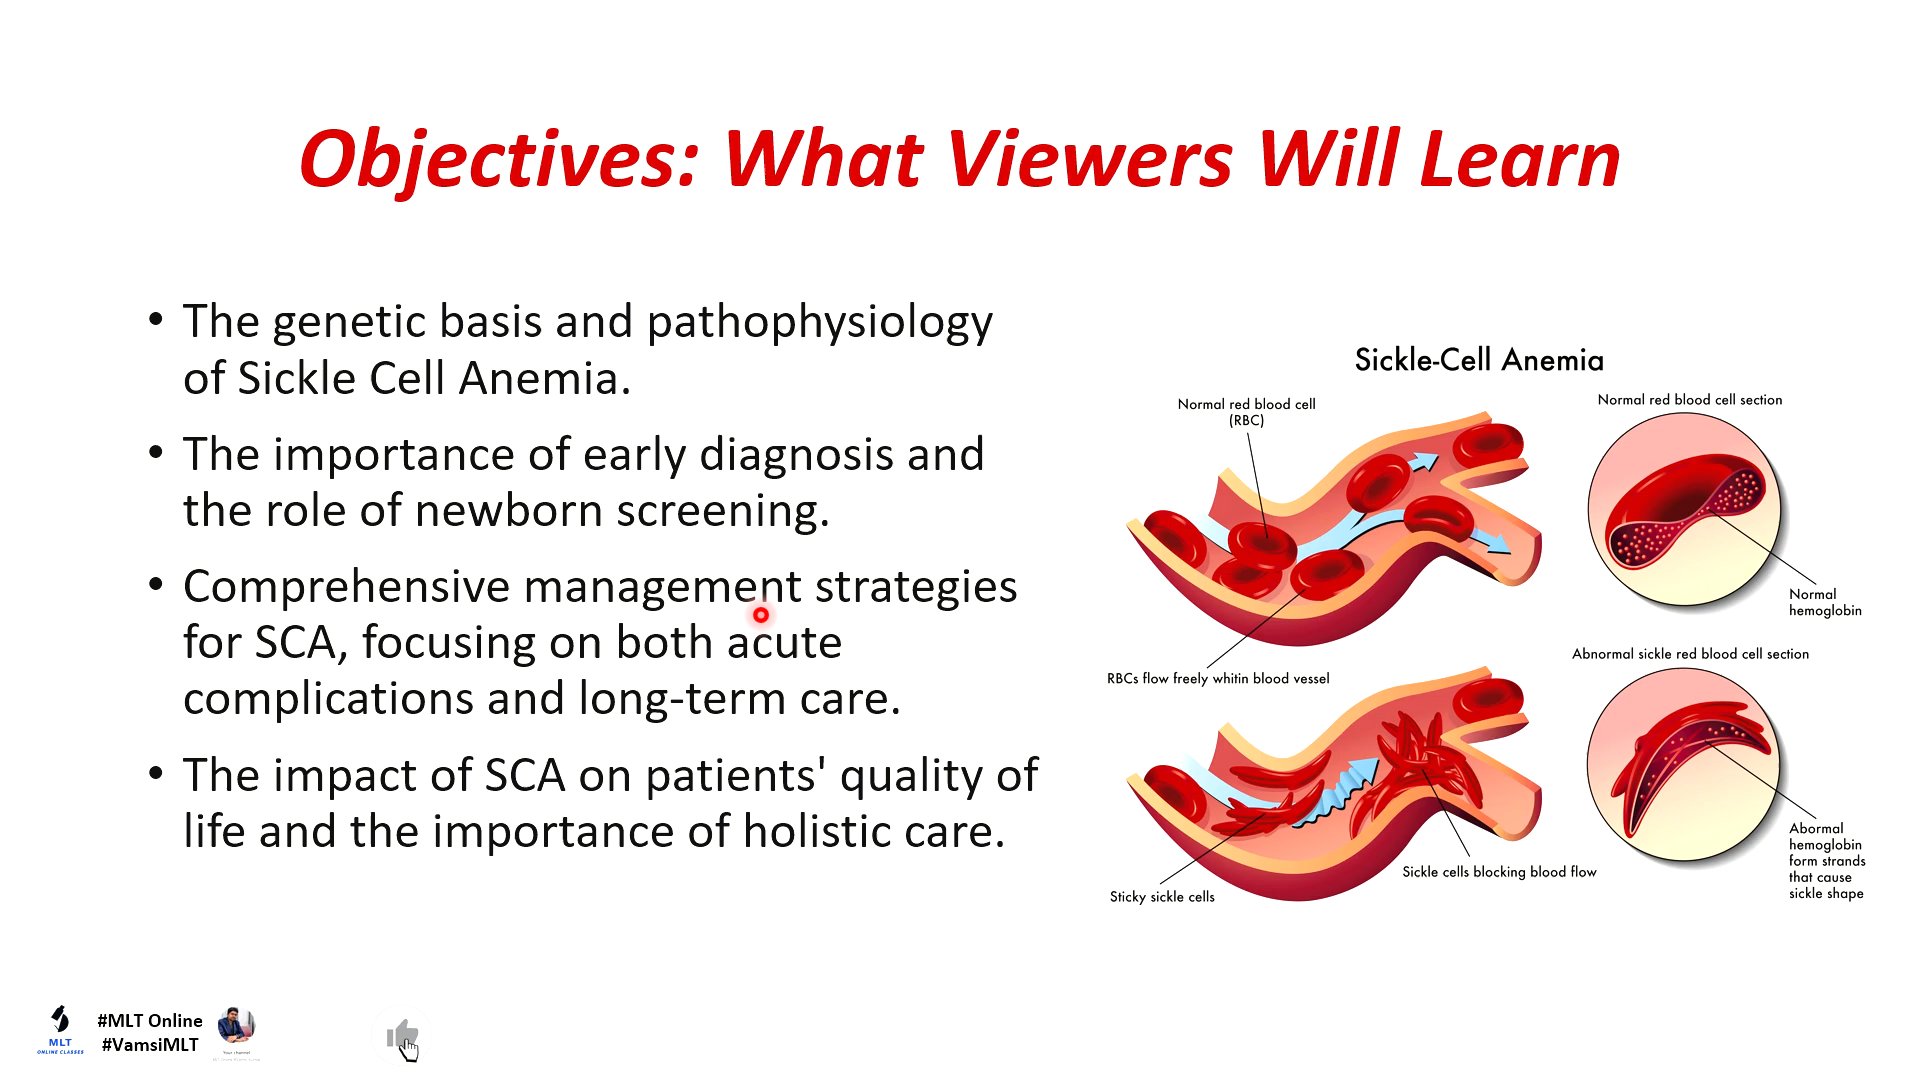 Objectives: What Viewers Will Learn
• The genetic basis and pathophysiology
of Sickle Cell Anemia.
• The importance of early diagnosis and
the role of newborn screening.
• Comprehensive management strategies
for SCA, focusing on both acute
complications and long-term care.
• The impact of SCA on patients' quality of
life and the importance of holistic care.
Sickle-Cell Anemia
Normal red blood cell
(RBC)
Normal red blood cell section
Normal
hemoglobin
RBCs flow freely whitin blood vessel
Abnormal sickle red blood cell section
Abormal
hemoglobin
form strands
that cause
sickle shape
Sickle cells blocking blood flow
Sticky sickle cells
MLT
ONLINE CLASSES
#MLT Online
#VamsiMLT
Your channel